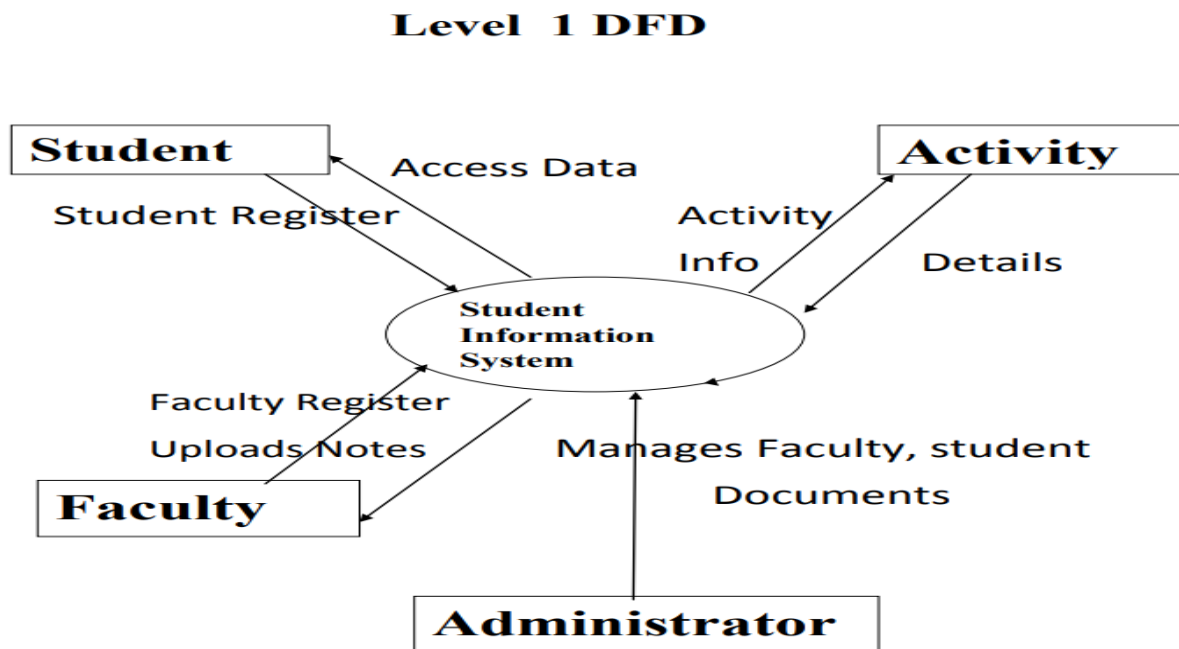 Level 1 DFD
Student
Activity
Access Data
Student Register
Activity
Info
Details
Student
Information
System
Faculty Register
Uploads Notes
Manages Faculty, student
Documents
Faculty
Administrator